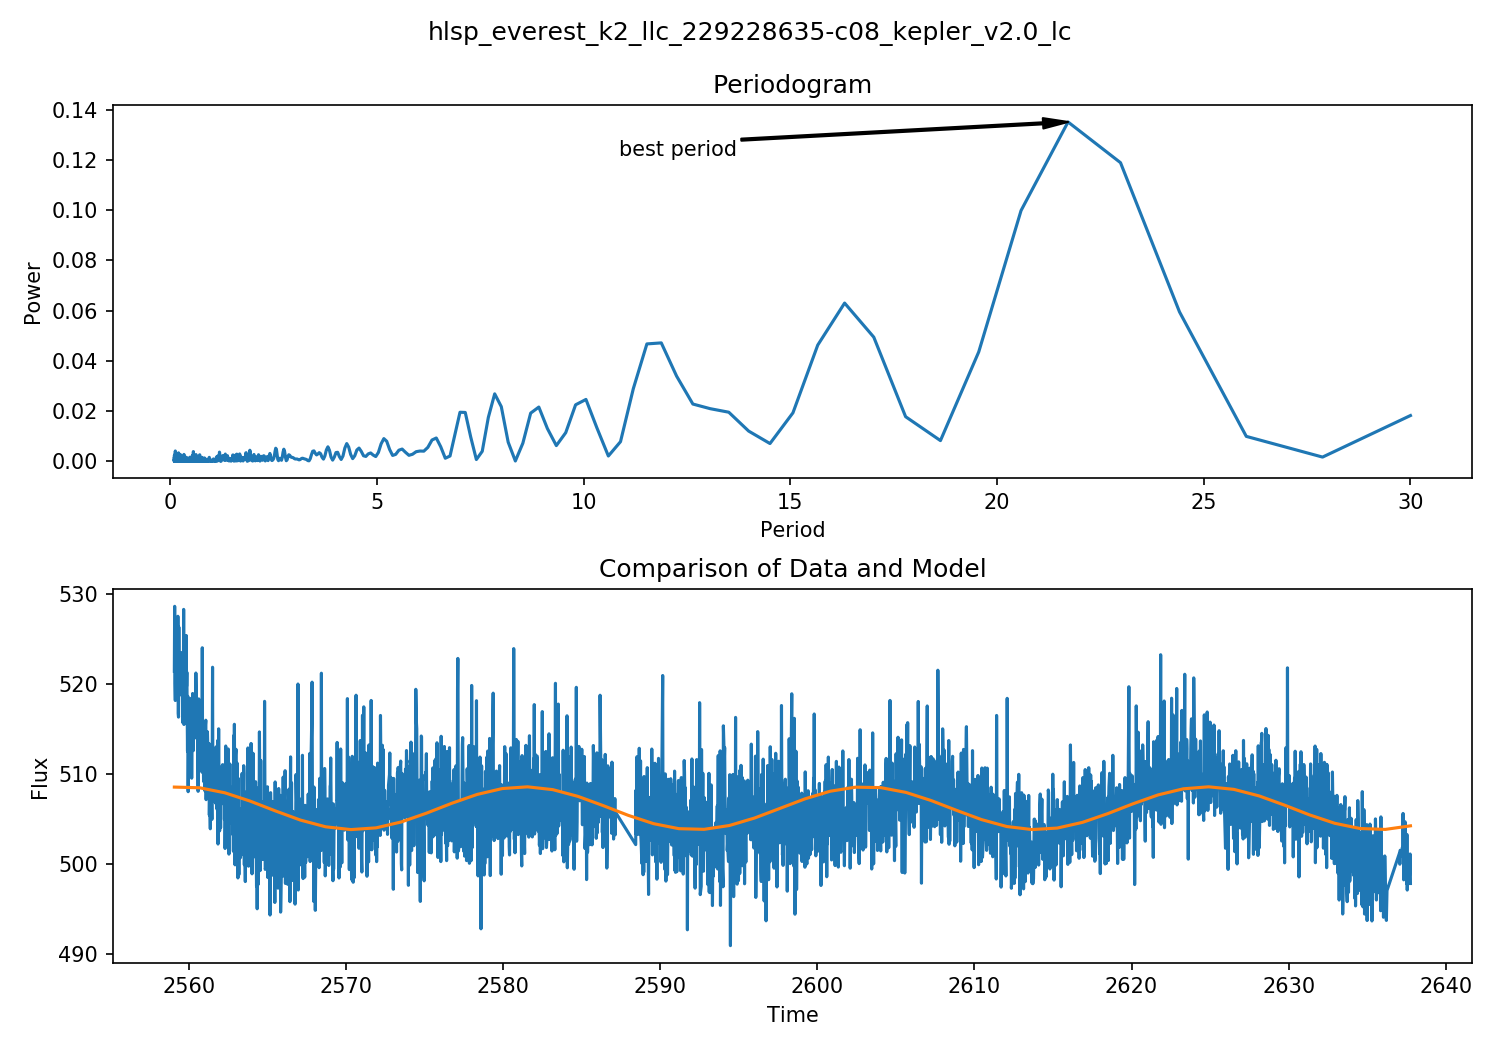 hlsp_everest_k2_llc_229228635-c08_kepler_v2.0_lc
Periodogram
0.14
0.12
0.10
0.08
0.06
0.04
0.02
0.00
Power
best period
0 5 10 15 20 25 30
Period
Comparison of Data and Model
530
520
510
500
490
Flux
2560 2570 2580 2590 2600 2610 2620 2630 2640
Time